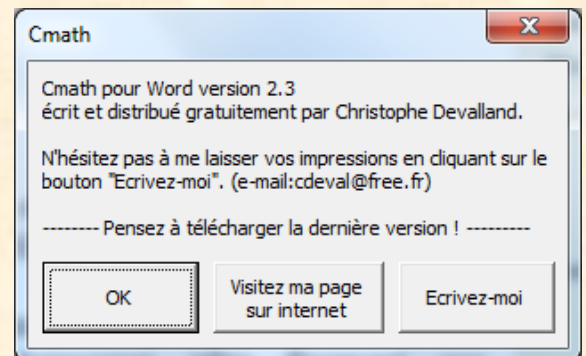 Cmath
Cmath pour Word version 2.3
écrit et distribué gratuitement par Christophe Devalland.
N'hésitez pas à me laisser vos impressions en cliquant sur le
bouton "Ecrivez-moi". (e-mail:cdeval@free.fr)
-------- Pensez à télécharger la dernière version ! ---------
OK
Visitez ma page
sur internet
Ecrivez-moi